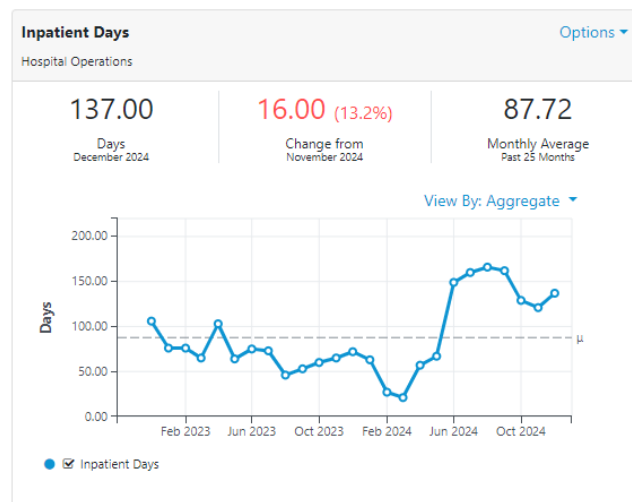 Inpatient Days
Options
Hospital Operations
137.00
Days
December 2024
16.00 (13.2%)
Change from
November 2024
87.72
Monthly Average
Past 25 Months
View By: Aggregate
Days
200.00
150.00
100.00
50.00
0.00
μ
Feb 2023 Jun 2023 Oct 2023 Feb 2024 Jun 2024 Oct 2024
Inpatient Days